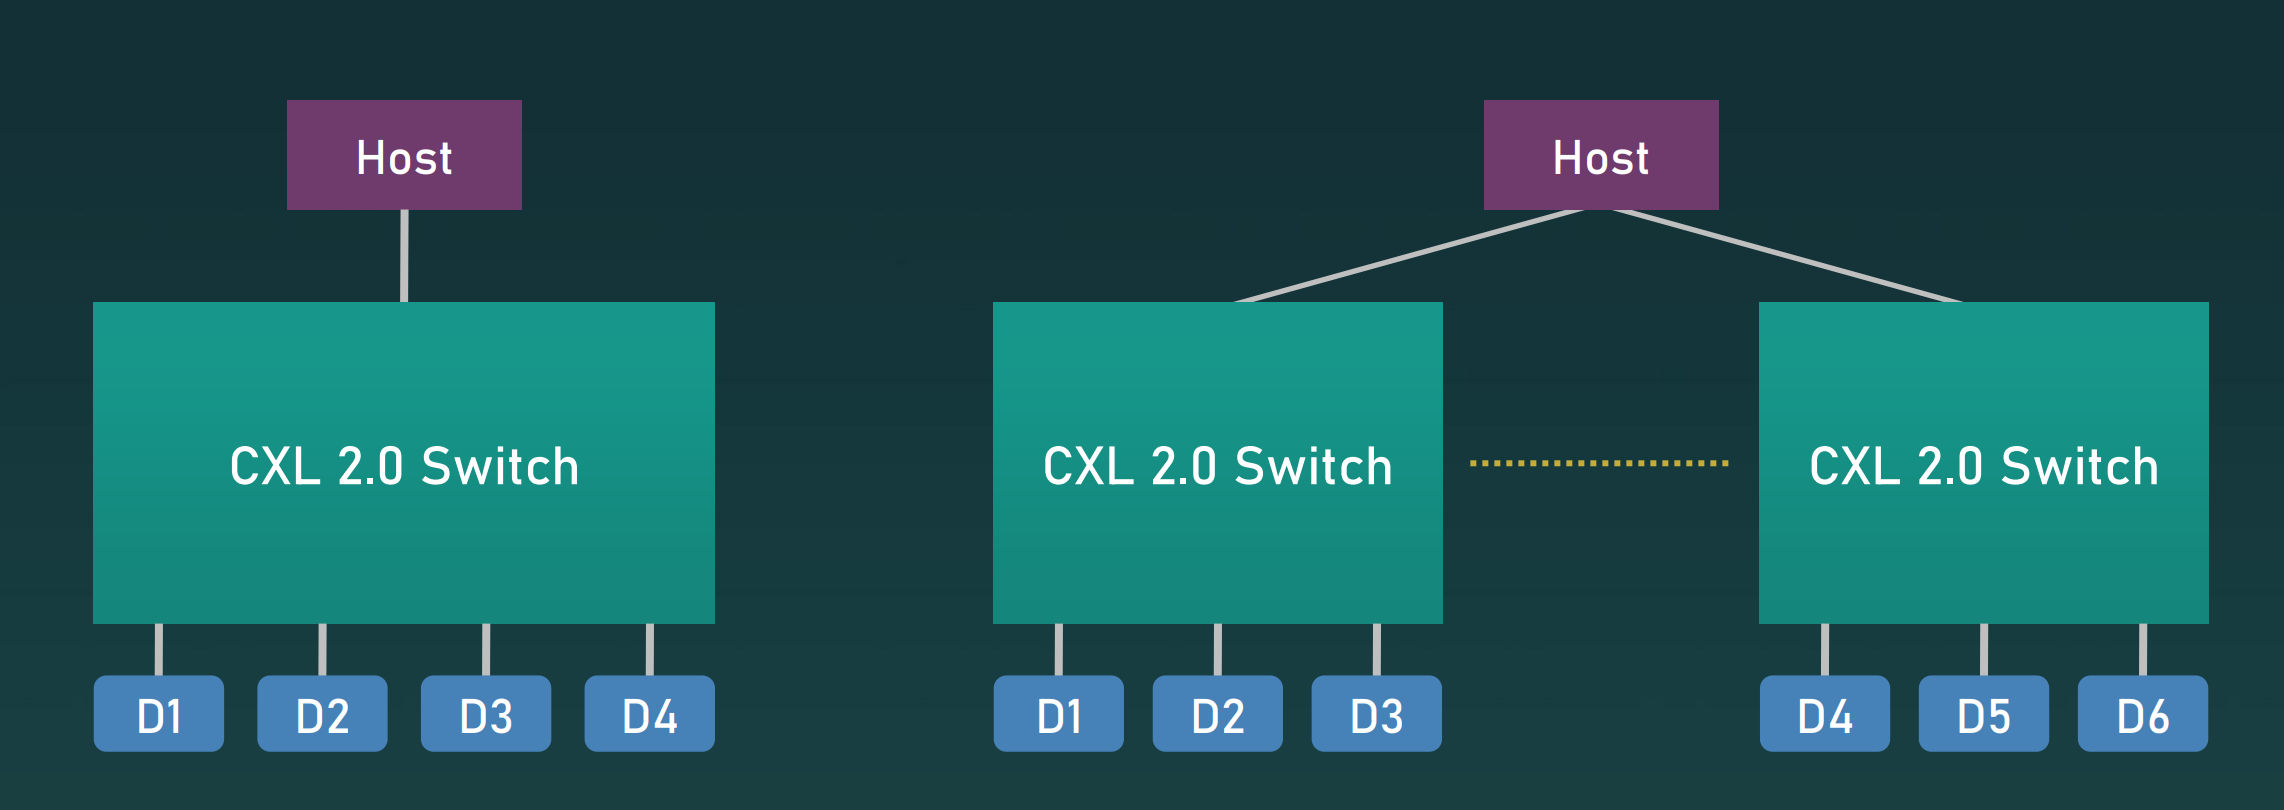 Host
CXL 2.0 Switch
D1
D2
D3
D4
Host
CXL 2.0 Switch
D1
D2
D3
CXL 2.0 Switch
D4
D5
D6